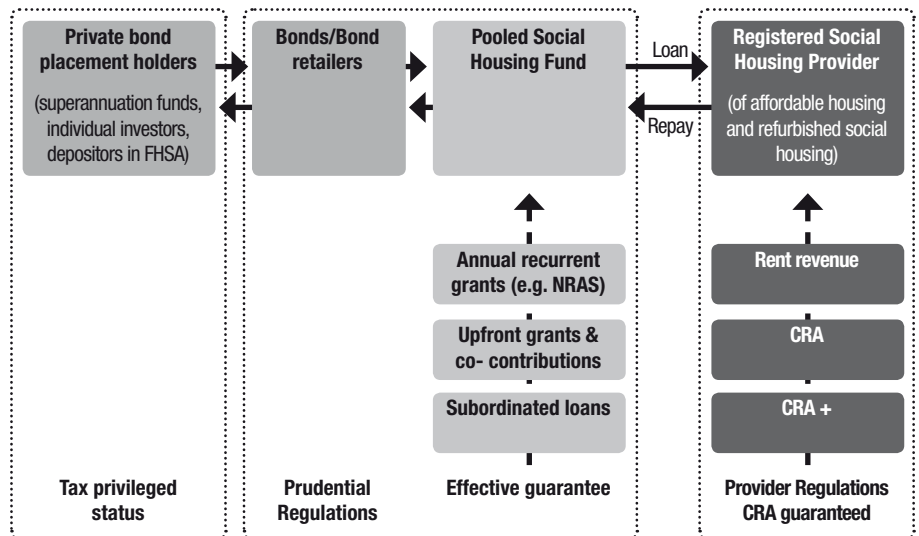 Private bond
placement holders
(superannuation funds,
individual investors,
depositors in FHSA)
Bonds/Bond
retailers
Pooled Social
Housing Fund
Loan
Repay
Registered Social
Housing Provider
(of affordable housing
and refurbished social
housing)
Annual recurrent
grants (e.g. NRAS)
Upfront grants &
co- contributions
Subordinated loans
Rent revenue
CRA
CRA +
Tax privileged
status
Prudential
Regulations
Effective guarantee
Provider Regulations
CRA guaranteed